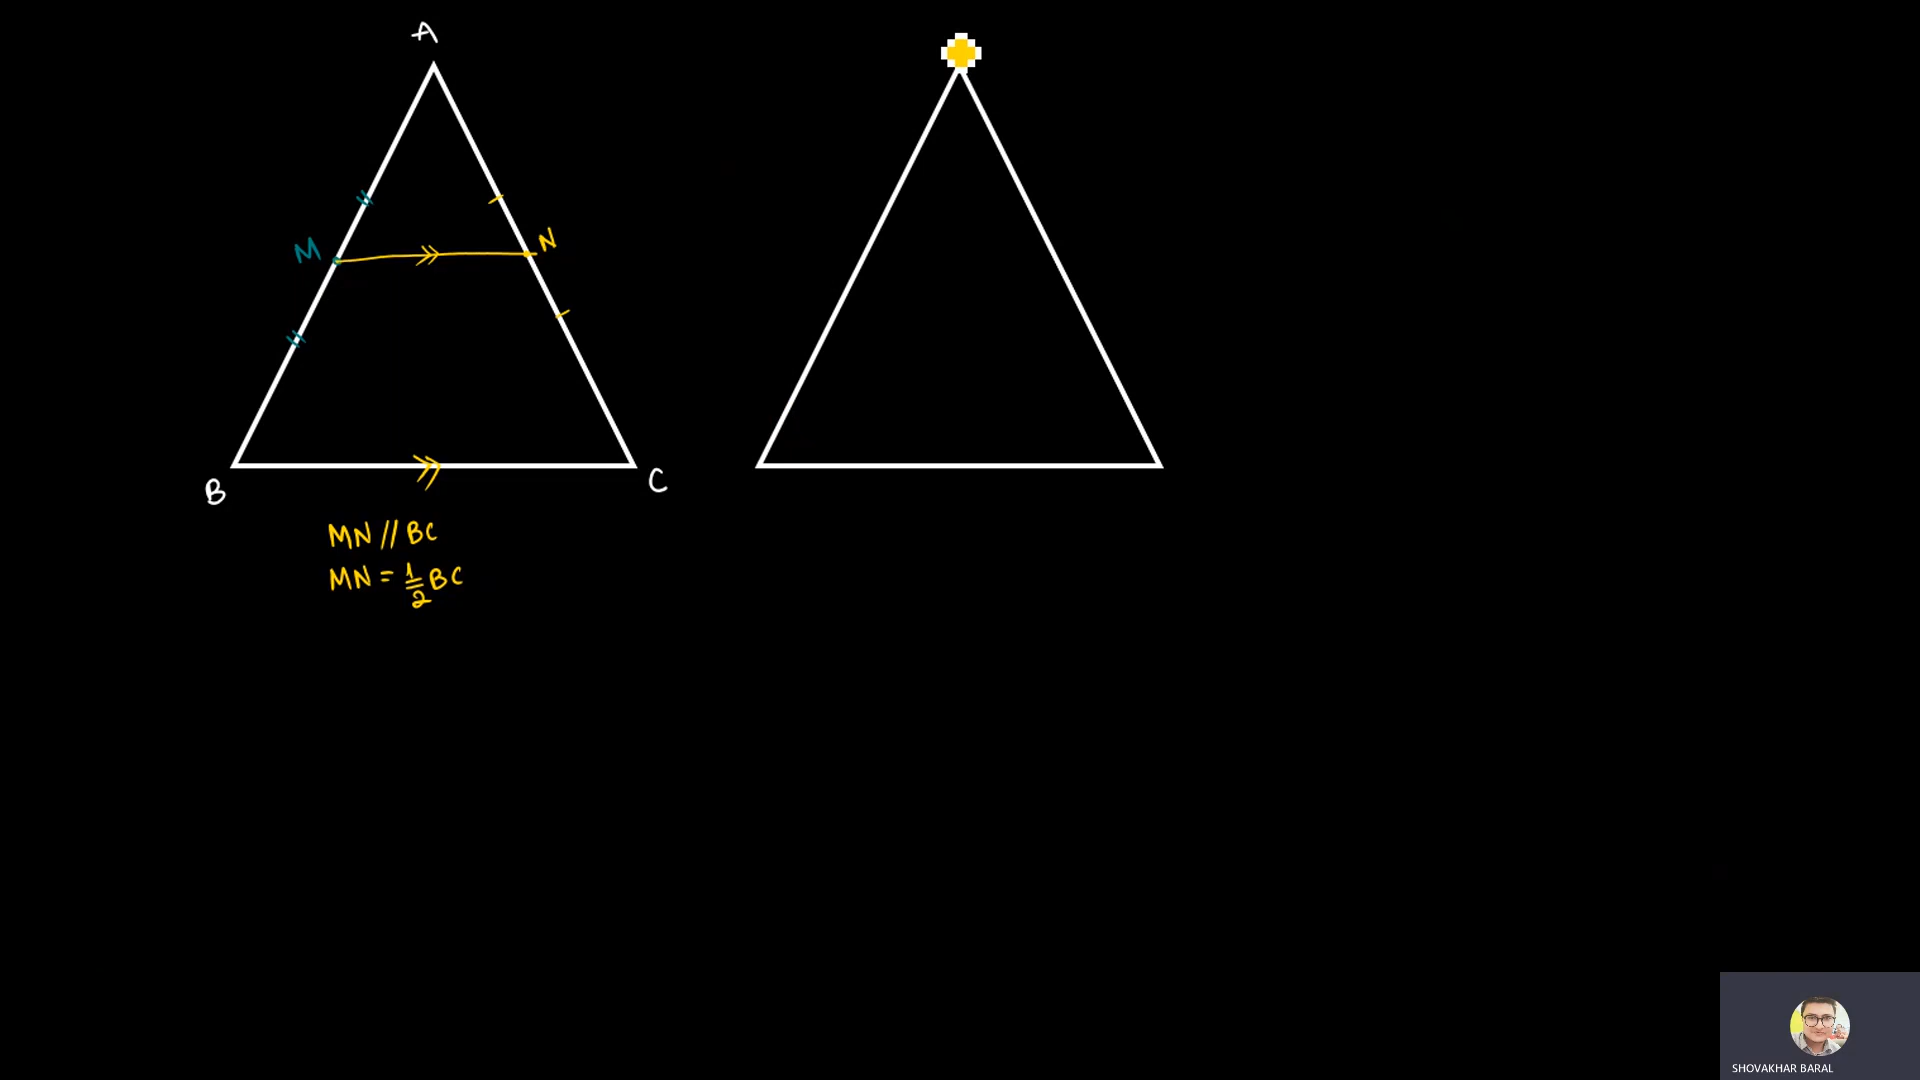 A
M
N
B
C
MN // BC
MN = 1/2 BC
SHOVAKHAR BARAL